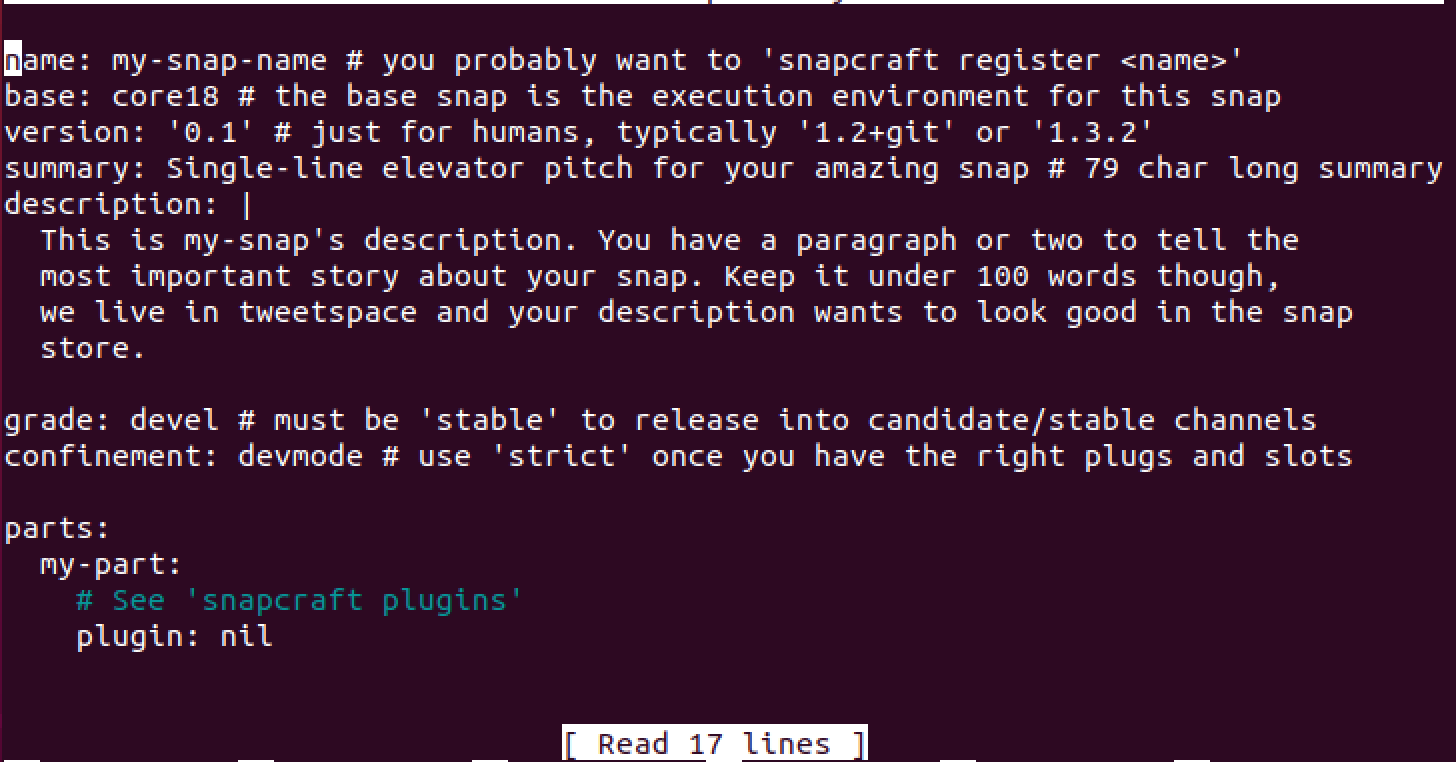 name: my-snap-name # you probably want to 'snapcraft register <name>'
base: core18 # the base snap is the execution environment for this snap
version: '0.1' # just for humans, typically '1.2+git' or '1.3.2'
summary: Single-line elevator pitch for your amazing snap # 79 char long summary
description: |
  This is my-snap's description. You have a paragraph or two to tell the
  most important story about your snap. Keep it under 100 words though,
  we live in tweetspace and your description wants to look good in the snap
  store.

grade: devel # must be 'stable' to release into candidate/stable channels
confinement: devmode # use 'strict' once you have the right plugs and slots

parts:
  my-part:
    # See 'snapcraft plugins'
    plugin: nil

[ Read 17 lines ]